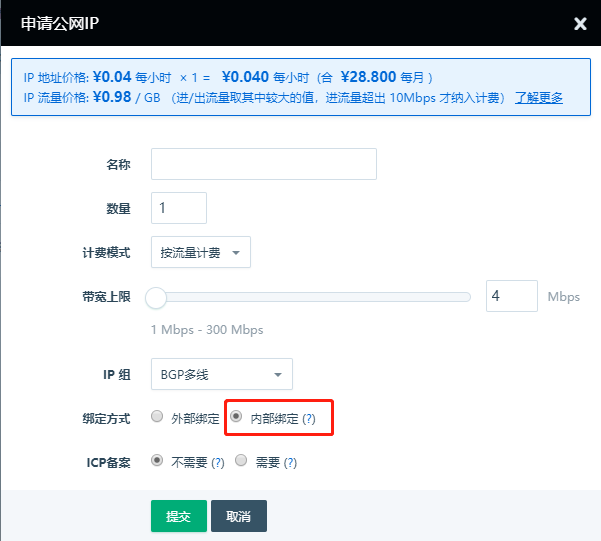 申请公网IP
IP 地址价格: ¥0.04 每小时 × 1 = ¥0.040 每小时（合 ¥28.800 每月 ）
IP 流量价格: ¥0.98 / GB （进/出流量取其中较大的值，进流量超出 10Mbps 才纳入计费） 了解更多
名称
数量 1
计费模式 按流量计费
带宽上限 4 Mbps
1 Mbps - 300 Mbps
IP 组 BGP多线
绑定方式 外部绑定 内部绑定 (?)
ICP备案 不需要 (?) 需要 (?)
提交 取消